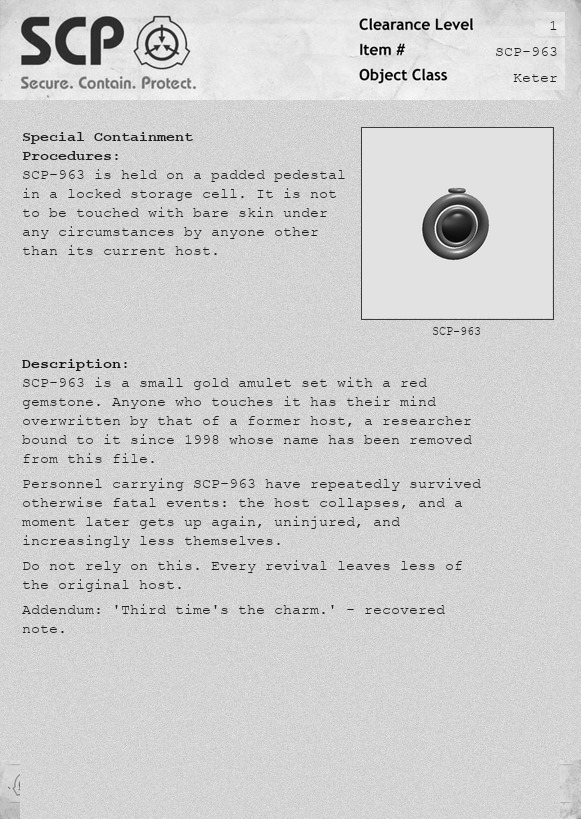 SCP
Secure. Contain. Protect.
Clearance Level 1
Item # SCP-963
Object Class Keter
Special Containment
Procedures:
SCP-963 is held on a padded pedestal
in a locked storage cell. It is not
to be touched with bare skin under
any circumstances by anyone other
than its current host.
SCP-963
Description:
SCP-963 is a small gold amulet set with a red
gemstone. Anyone who touches it has their mind
overwritten by that of a former host, a researcher
bound to it since 1998 whose name has been removed
from this file.
Personnel carrying SCP-963 have repeatedly survived
otherwise fatal events: the host collapses, and a
moment later gets up again, uninjured, and
increasingly less themselves.
Do not rely on this. Every revival leaves less of
the original host.
Addendum: 'Third time's the charm.' - recovered
note.